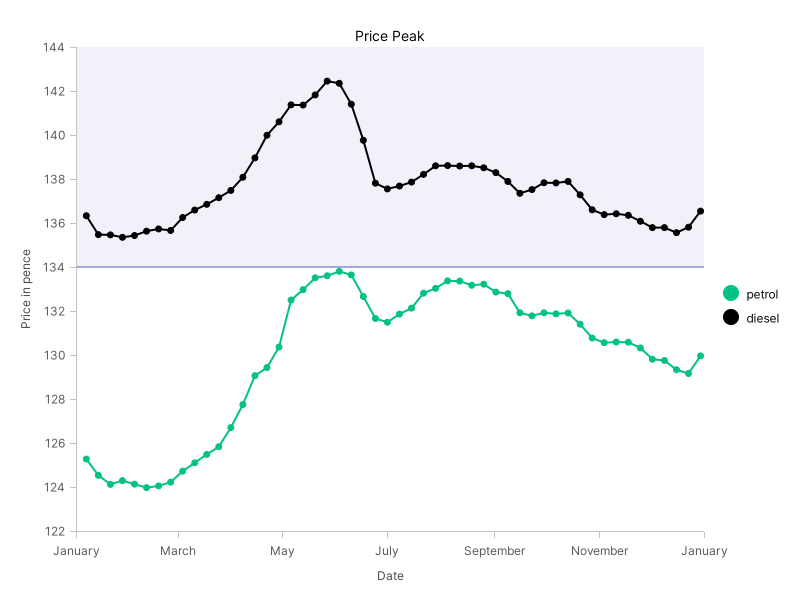 Price Peak
144
142
140
138
136
134
132
130
128
126
124
122
Price in pence
January March May July September November January
Date
petrol
diesel